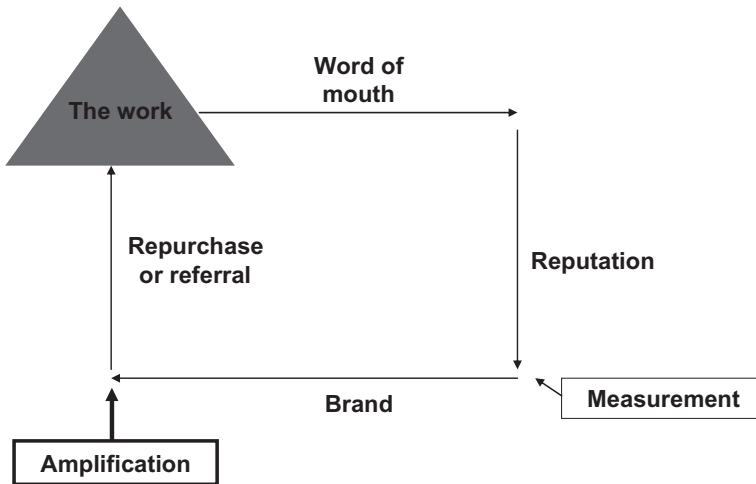 Word of
mouth
The work
Repurchase
or referral
Reputation
Brand
Measurement
Amplification